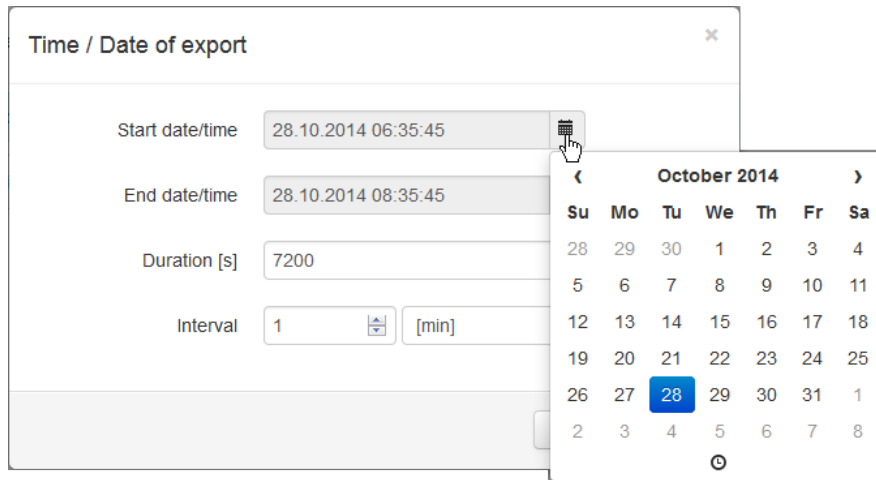 Time / Date of export ×
Start date/time 28.10.2014 06:35:45
End date/time 28.10.2014 08:35:45
Duration [s] 7200
Interval 1 [min]
‹ October 2014 ›
Su Mo Tu We Th Fr Sa
28 29 30 1 2 3 4
5 6 7 8 9 10 11
12 13 14 15 16 17 18
19 20 21 22 23 24 25
26 27 28 29 30 31 1
2 3 4 5 6 7 8